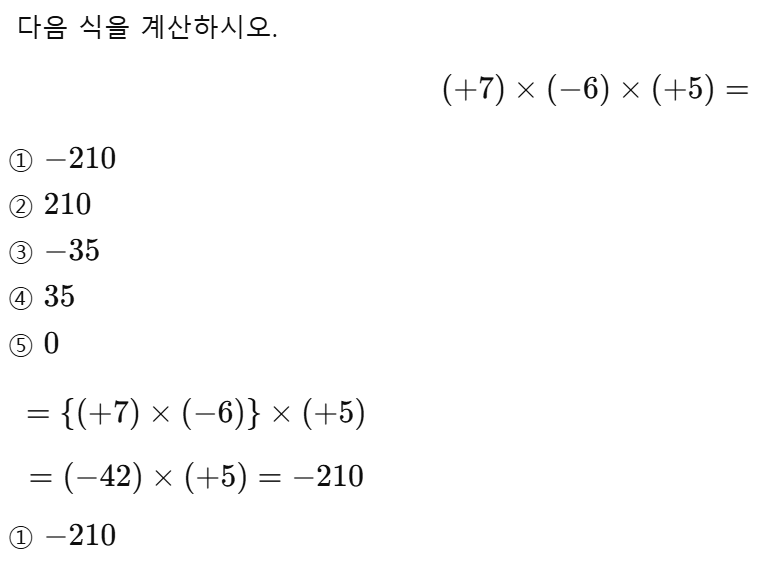 다음 식을 계산하시오.
(+7) × (−6) × (+5) =
① −210
② 210
③ −35
④ 35
⑤ 0
= {(+7) × (−6)} × (+5)
= (−42) × (+5) = −210
① −210